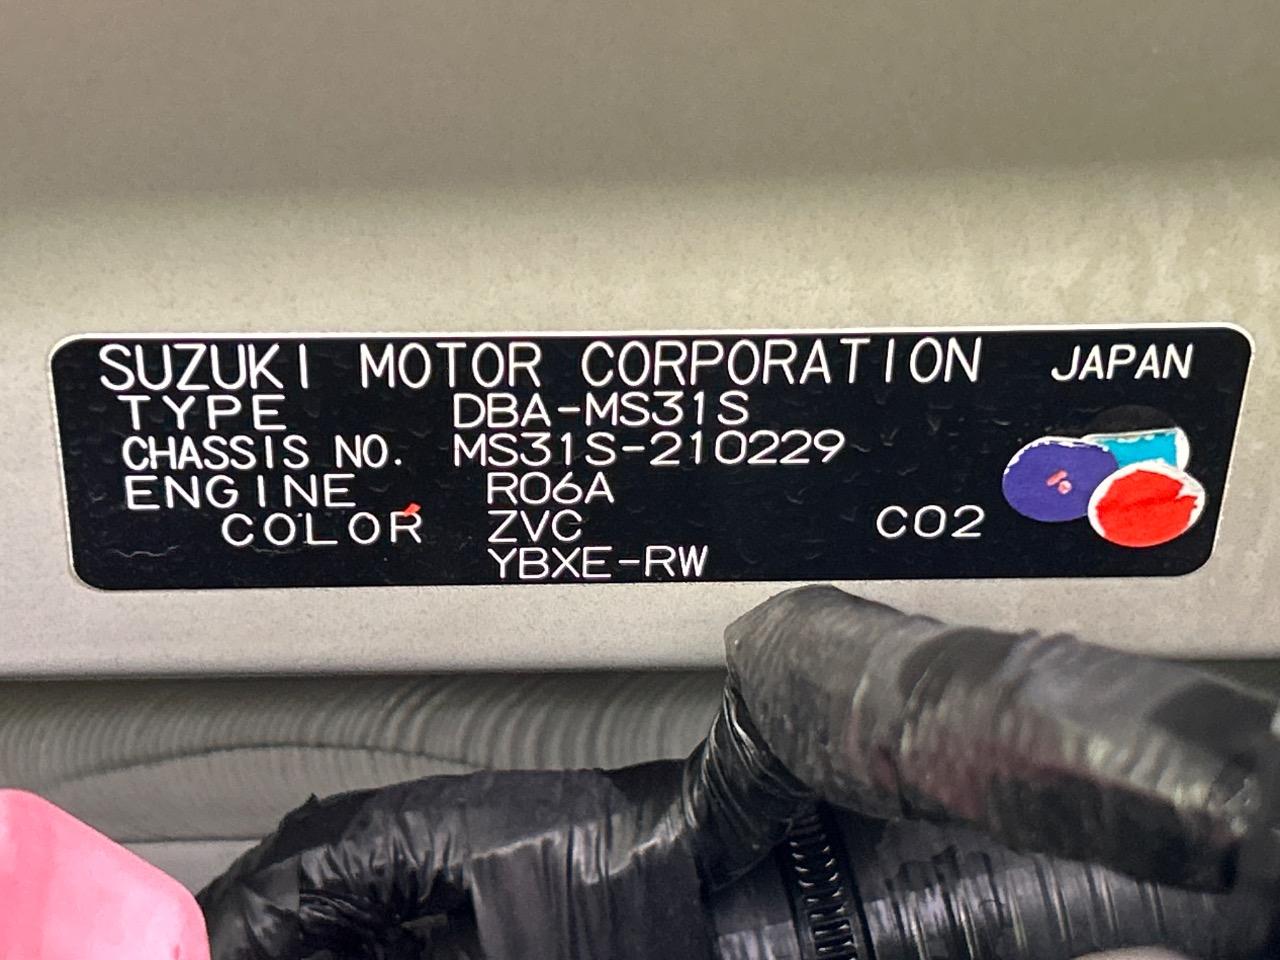 SUZUKI MOTOR CORPORATION JAPAN
TYPE DBA-MS31S
CHASSIS NO. MS31S-210229
ENGINE R06A
COLOR ZVC C02
YBXE-RW